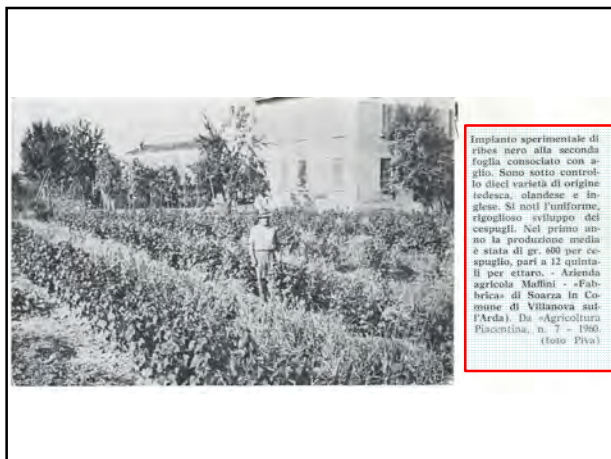 Impianto sperimentale di
ribes nero alla seconda
foglia consociato con a-
glio. Sono sotto control-
lo dieci varietà di origine
tedesca, olandese e in-
glese. Si noti l'uniforme,
rigoglioso sviluppo dei
cespugli. Nel primo an-
no la produzione media
è stata di gr. 600 per ce-
spuglio, pari a 12 quinta-
li per ettaro. - Azienda
agricola Maffini - «Fab-
brica» di Soarza in Co-
mune di Villanova sul-
l'Arda). Da «Agricoltura
Piacentina, n. 7 - 1960.
(foto Piva)